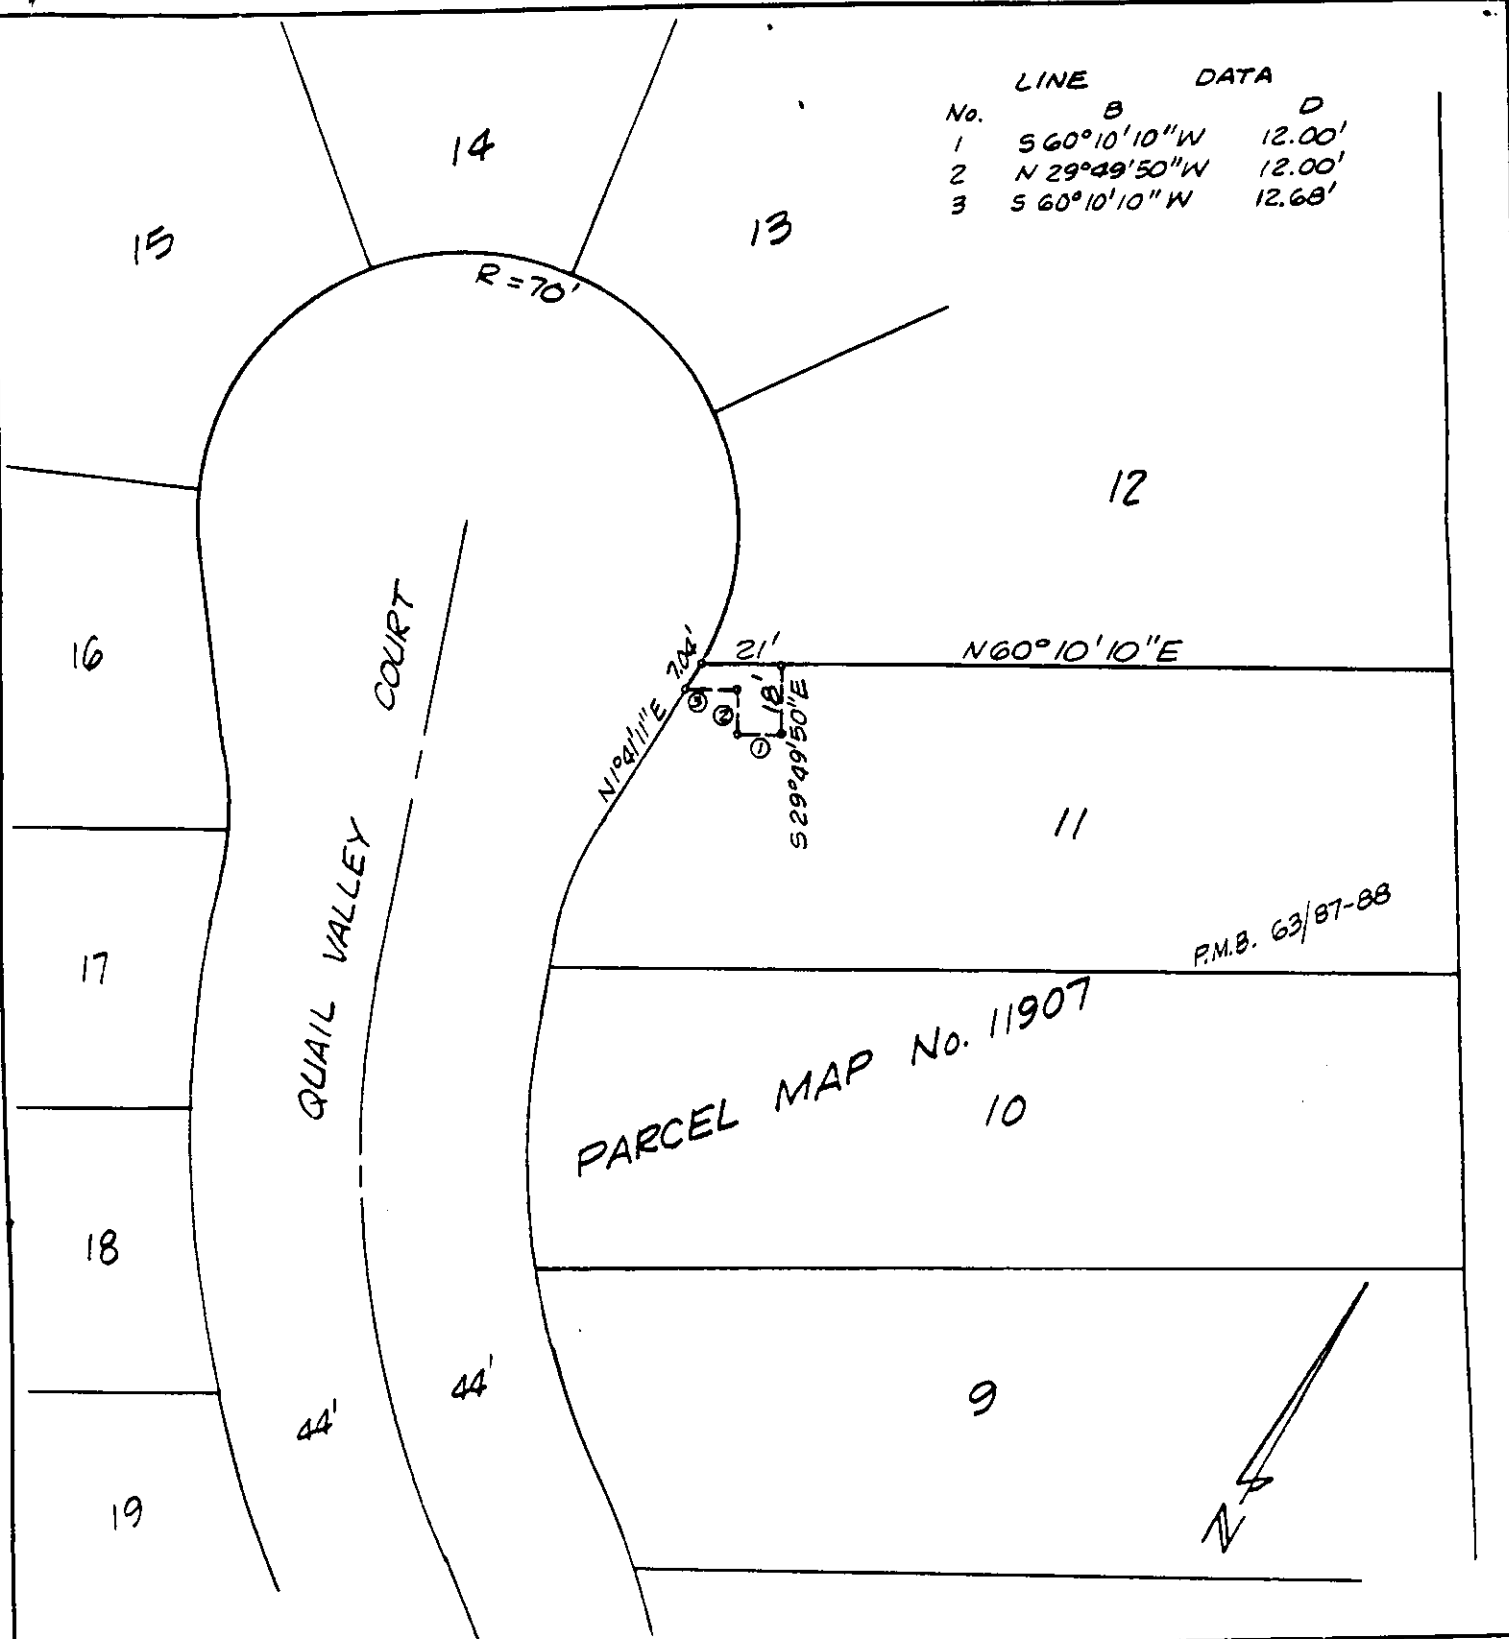 LINE DATA
No. B D
1 S 60°10'10"W 12.00'
2 N 29°49'50"W 12.00'
3 S 60°10'10"W 12.68'
14
15
13
R=70'
12
COURT
16
7.04'
21'
N60°10'10"E
18'
③
②
①
S29°49'50"E
N1°41'11"E
11
QUAIL VALLEY
P.M.B. 63/87-88
17
PARCEL MAP No. 11907
10
18
44'
44'
9
19
N